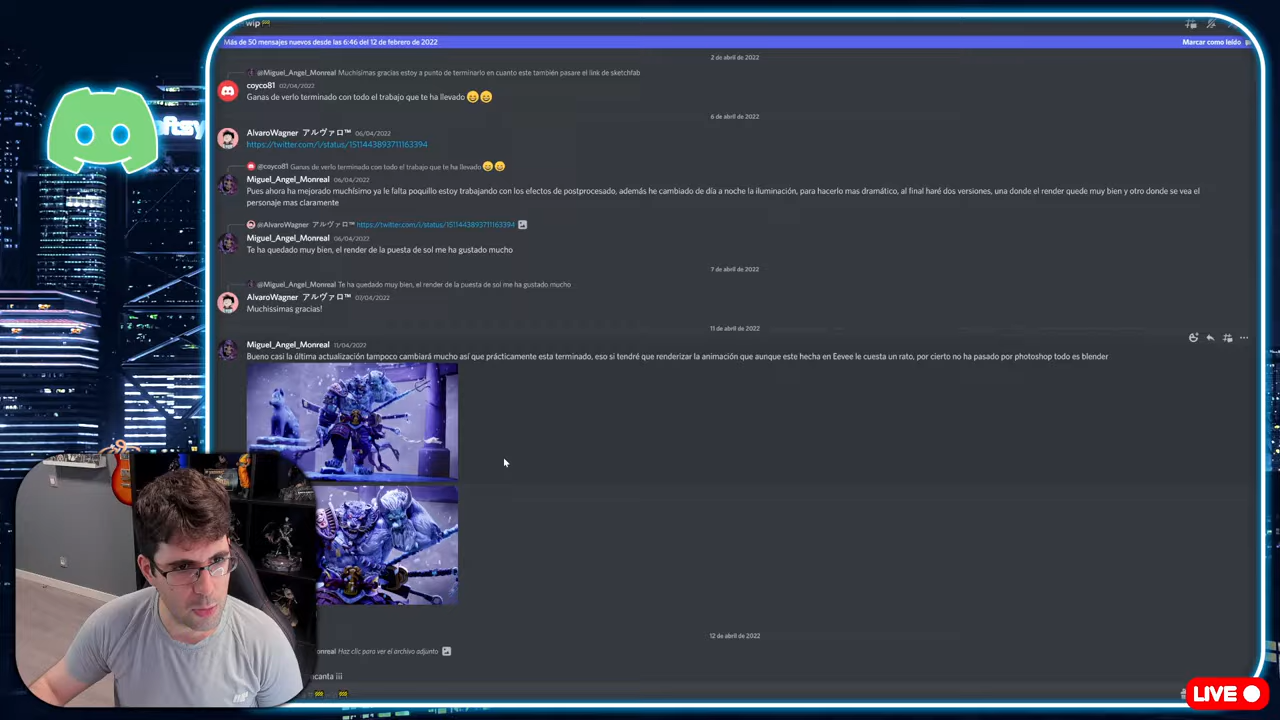 wip
Más de 50 mensajes nuevos desde las 6:46 del 12 de febrero de 2022 Marcar como leído
2 de abril de 2022
@Miguel_Angel_Monreal Muchísimas gracias estoy a punto de terminarlo en cuanto este también pasare el link de sketchfab
coyco81 02/04/2022
Ganas de verlo terminado con todo el trabajo que te ha llevado
6 de abril de 2022
AlvaroWagner アルヴァロ™ 06/04/2022
https://twitter.com/i/status/1511443893711163394
@coyco81 Ganas de verlo terminado con todo el trabajo que te ha llevado
Miguel_Angel_Monreal 06/04/2022
Pues ahora ha mejorado muchísimo ya le falta poquillo estoy trabajando con los efectos de postprocesado, además he cambiado de día a noche la iluminación, para hacerlo mas dramático, al final haré dos versiones, una donde el render quede muy bien y otro donde se vea el
personaje mas claramente
@AlvaroWagner アルヴァロ™ https://twitter.com/i/status/1511443893711163394
Miguel_Angel_Monreal 06/04/2022
Te ha quedado muy bien, el render de la puesta de sol me ha gustado mucho
7 de abril de 2022
@Miguel_Angel_Monreal Te ha quedado muy bien, el render de la puesta de sol me ha gustado mucho
AlvaroWagner アルヴァロ™ 07/04/2022
Muchissimas gracias!
11 de abril de 2022
Miguel_Angel_Monreal 11/04/2022
Bueno casi la última actualización tampoco cambiará mucho así que prácticamente esta terminado, eso si tendré que renderizar la animación que aunque este hecha en Eevee le cuesta un rato, por cierto no ha pasado por photoshop todo es blender
12 de abril de 2022
onreal Haz clic para ver el archivo adjunto
ncanta ¡¡¡
LIVE